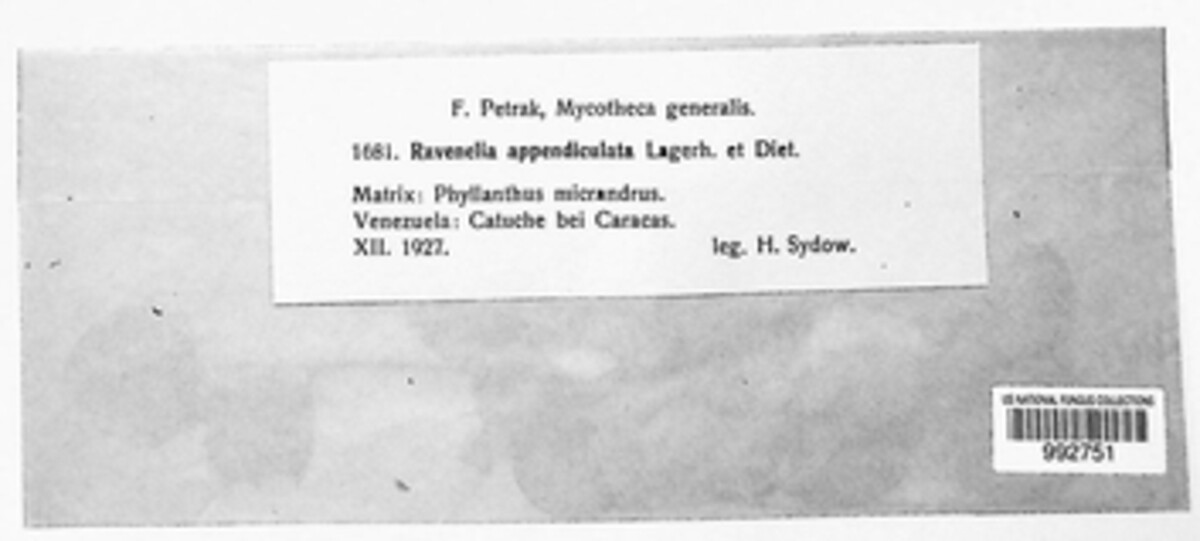 F. Petrak, Mycotheca generalis.
1681. Ravenelia appendiculata Lagerh. et Diet.
Matrix: Phyllanthus micrandrus.
Venezuela: Catuche bei Caracas.
XII. 1927. leg. H. Sydow.
US NATIONAL FUNGUS COLLECTIONS
992751